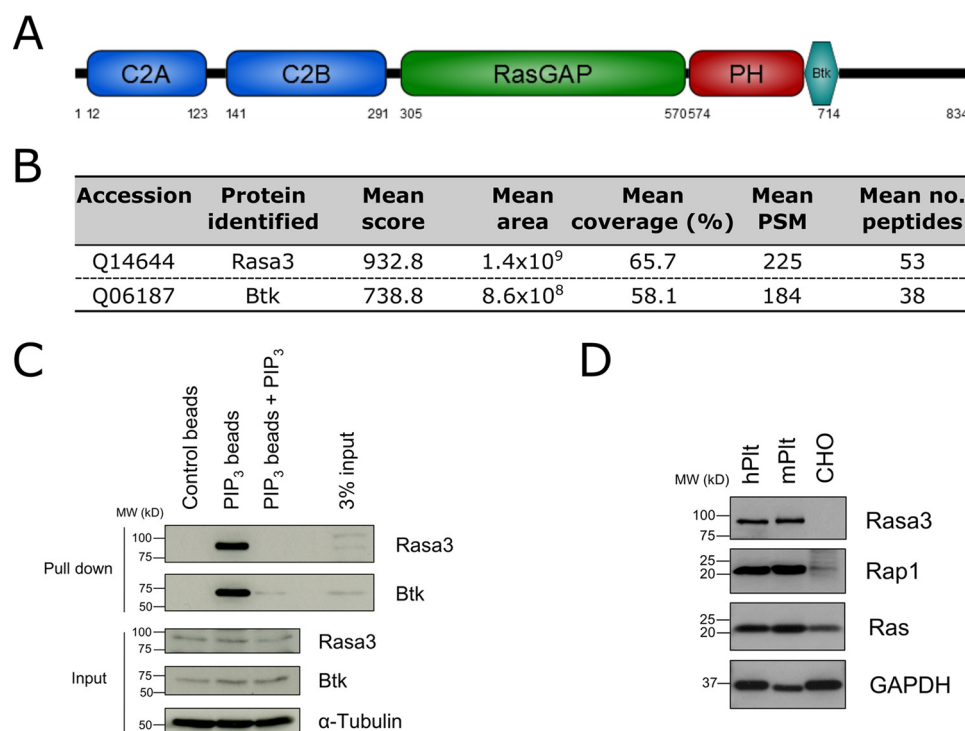 A
C2A C2B RasGAP PH Btk
1 12 123 141 291 305 570 574 714 834
B
Accession Protein identified Mean score Mean area Mean coverage (%) Mean PSM Mean no. peptides
Q14644 Rasa3 932.8 1.4x10⁹ 65.7 225 53
Q06187 Btk 738.8 8.6x10⁸ 58.1 184 38
C
Control beads
PIP₃ beads
PIP₃ beads + PIP₃
3% input
MW (kD)
Pull down
100
75
Rasa3
75
50
Btk
Input
100
75
Rasa3
75
50
Btk
50
α-Tubulin
D
hPlt
mPlt
CHO
MW (kD)
100
75
Rasa3
25
20
Rap1
25
20
Ras
37
GAPDH